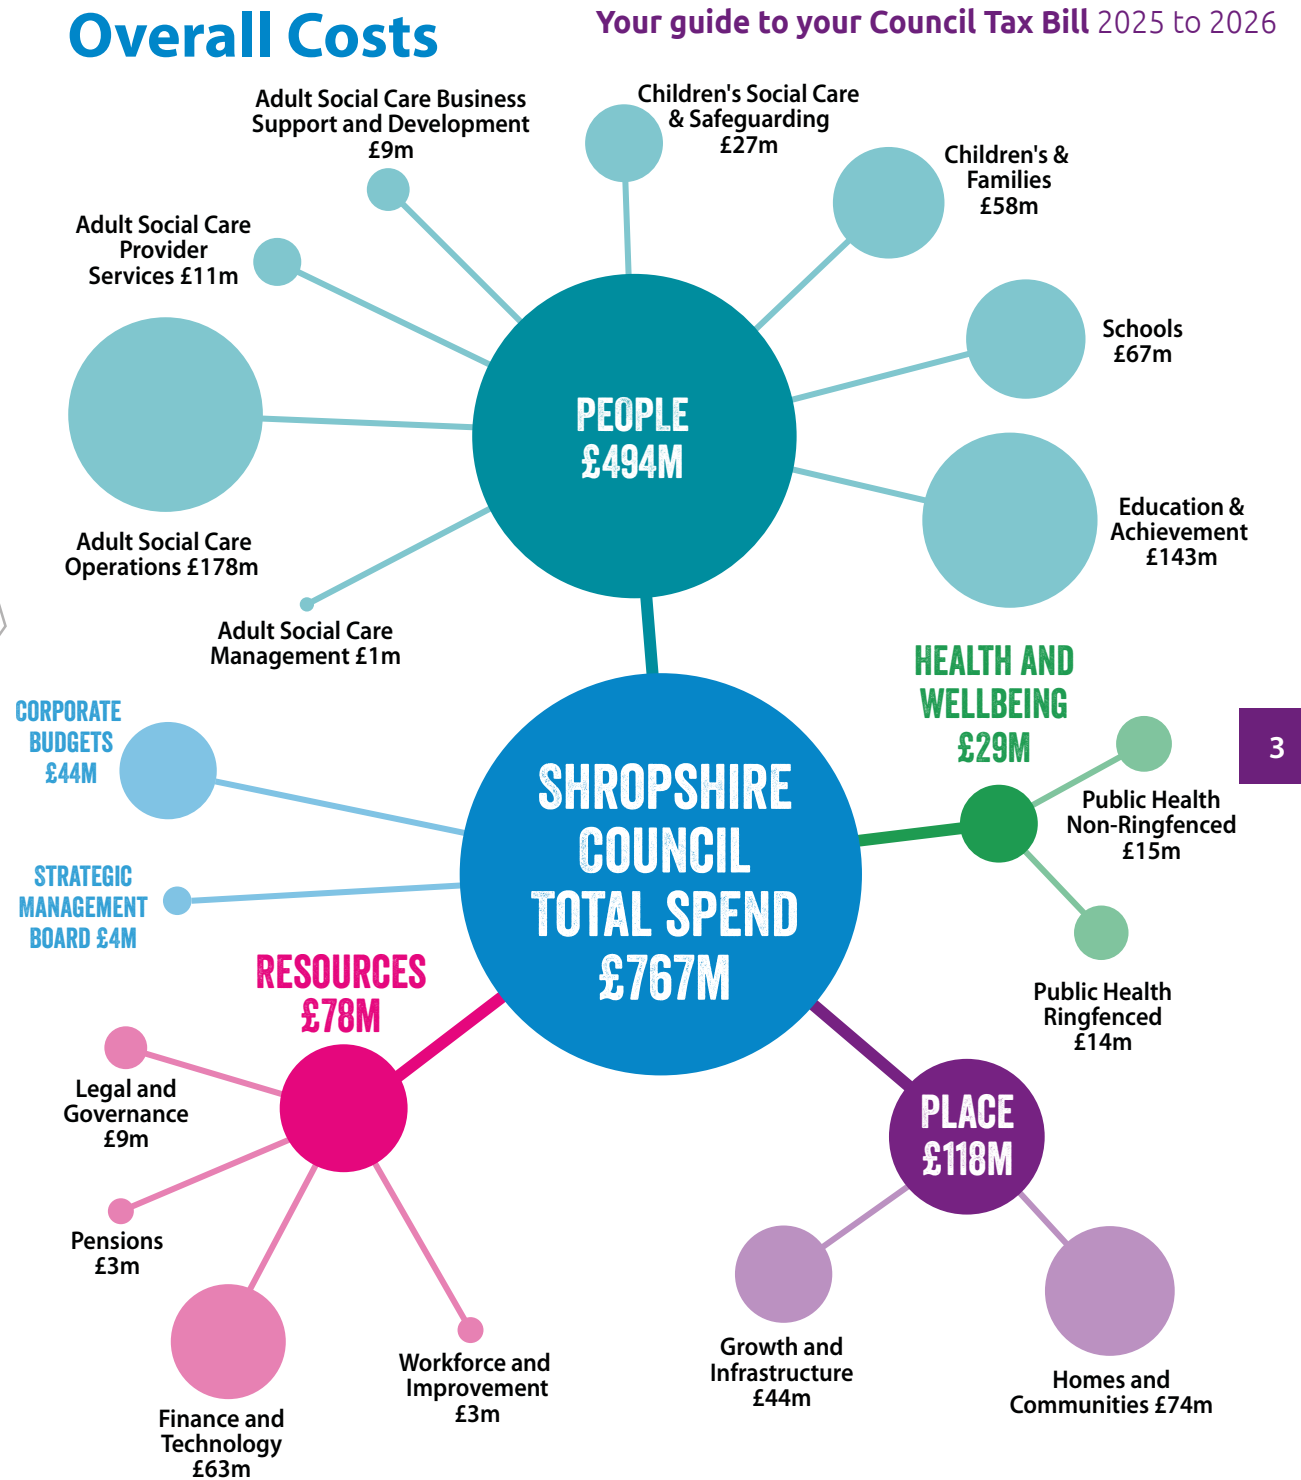 Overall Costs
Your guide to your Council Tax Bill 2025 to 2026
Adult Social Care Business
Support and Development
£9m
Children's Social Care
& Safeguarding
£27m
Children's &
Families
£58m
Adult Social Care
Provider
Services £11m
Schools
£67m
PEOPLE
£494M
Education &
Achievement
£143m
Adult Social Care
Operations £178m
Adult Social Care
Management £1m
HEALTH AND
WELLBEING
£29M
CORPORATE
BUDGETS
£44M
3
SHROPSHIRE
COUNCIL
TOTAL SPEND
£767M
Public Health
Non-Ringfenced
£15m
STRATEGIC
MANAGEMENT
BOARD £4M
RESOURCES
£78M
Public Health
Ringfenced
£14m
Legal and
Governance
£9m
PLACE
£118M
Pensions
£3m
Growth and
Infrastructure
£44m
Homes and
Communities £74m
Workforce and
Improvement
£3m
Finance and
Technology
£63m